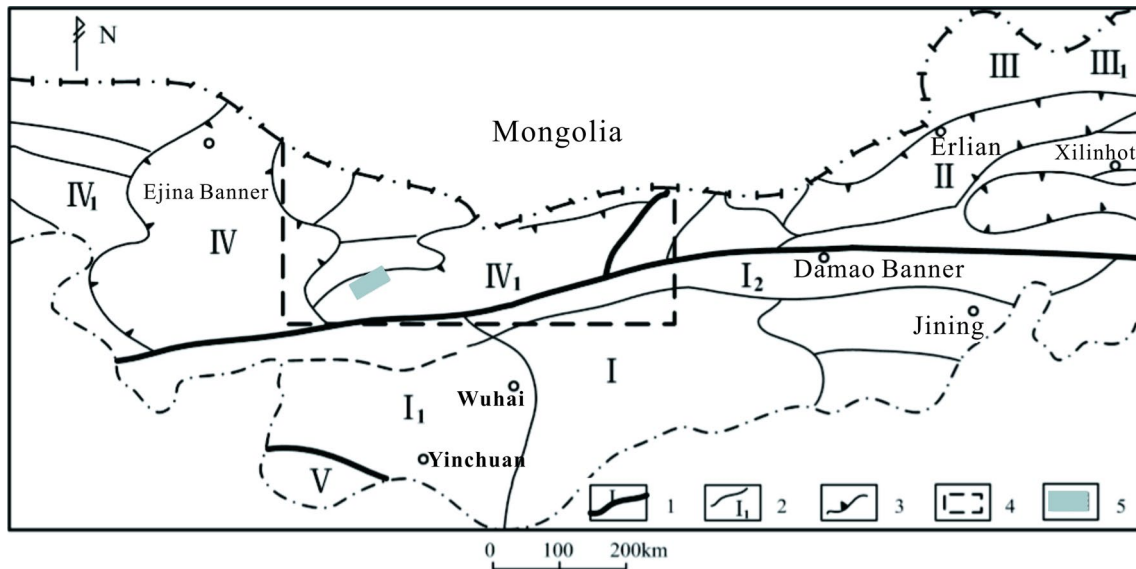 N
Mongolia
III
III1
Erlian
Xilinhot
II
Ejina Banner
IV1
IV
IV1
I2
Damao Banner
Jining
I
Wuhai
I1
Yinchuan
V
I
1
I1
2
3
4
5
0 100 200km